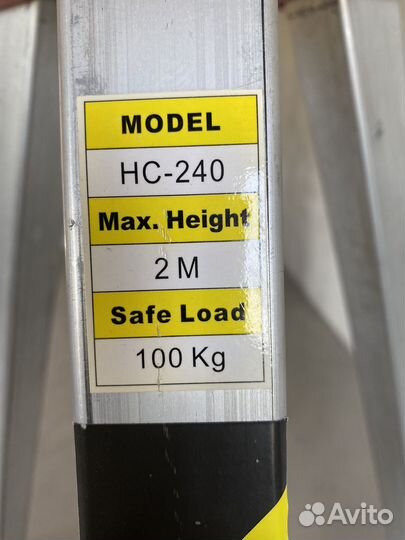 MODEL
HC-240
Max. Height
2 M
Safe Load
100 Kg
Avito